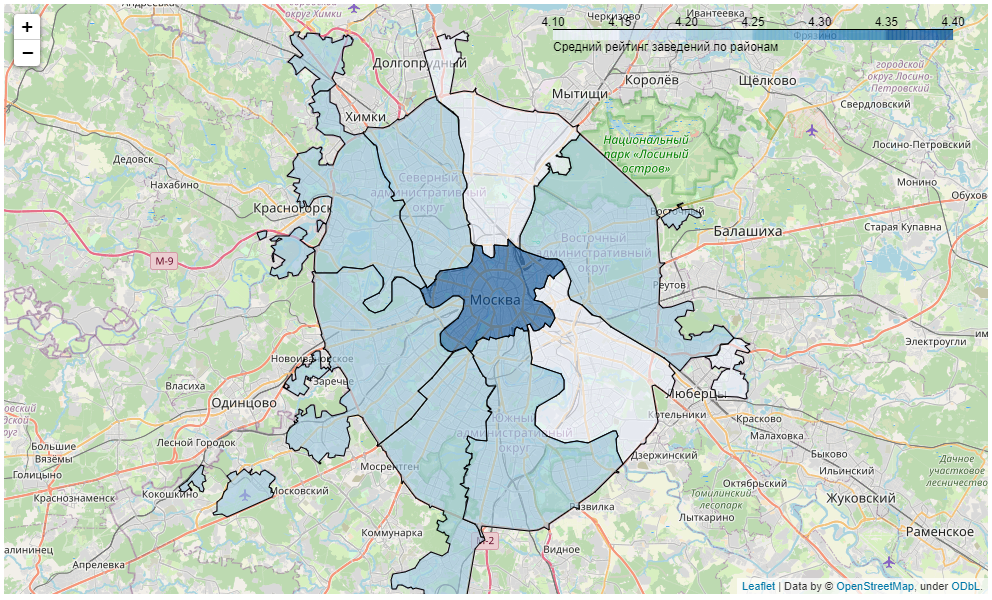 +
−
Андреевка
округ Химки
Черкизово
Ивантеевка
4.10 4.15 4.20 4.25 4.30 4.35 4.40
Фрязино
Средний рейтинг заведений по районам
Долгопрудный
Королёв
Щёлково
городской
округ Лосино-
Петровский
Мытищи
Свердловский
Химки
Национальный
парк «Лосиный
остров»
Лосино-Петровский
Дедовск
Нахабино
Северный
административный
округ
Монино
Обухово
Красногорск
Восточный
Старая Купавна
Балашиха
Восточный
административный
округ
М-9
Реутов
Москва
Электроугли
Новоивановское
Власиха
Заречье
Одинцово
Люберцы
Котельники
Красково
Южный
административный
округ
Малаховка
Лесной Городок
Большие
Вязёмы
Голицыно
Мосрентген
Дзержинский
Быково
Ильинский
"Дачное
участковое
лесничество"
Краснознаменск
Кокошкино
Московский
Октябрьский
Томилинский
лесопарк
Жуковский
Развилка
Лыткарино
Коммунарка
Раменское
Видное
Апрелевка
Leaflet | Data by © OpenStreetMap, under ODbL.